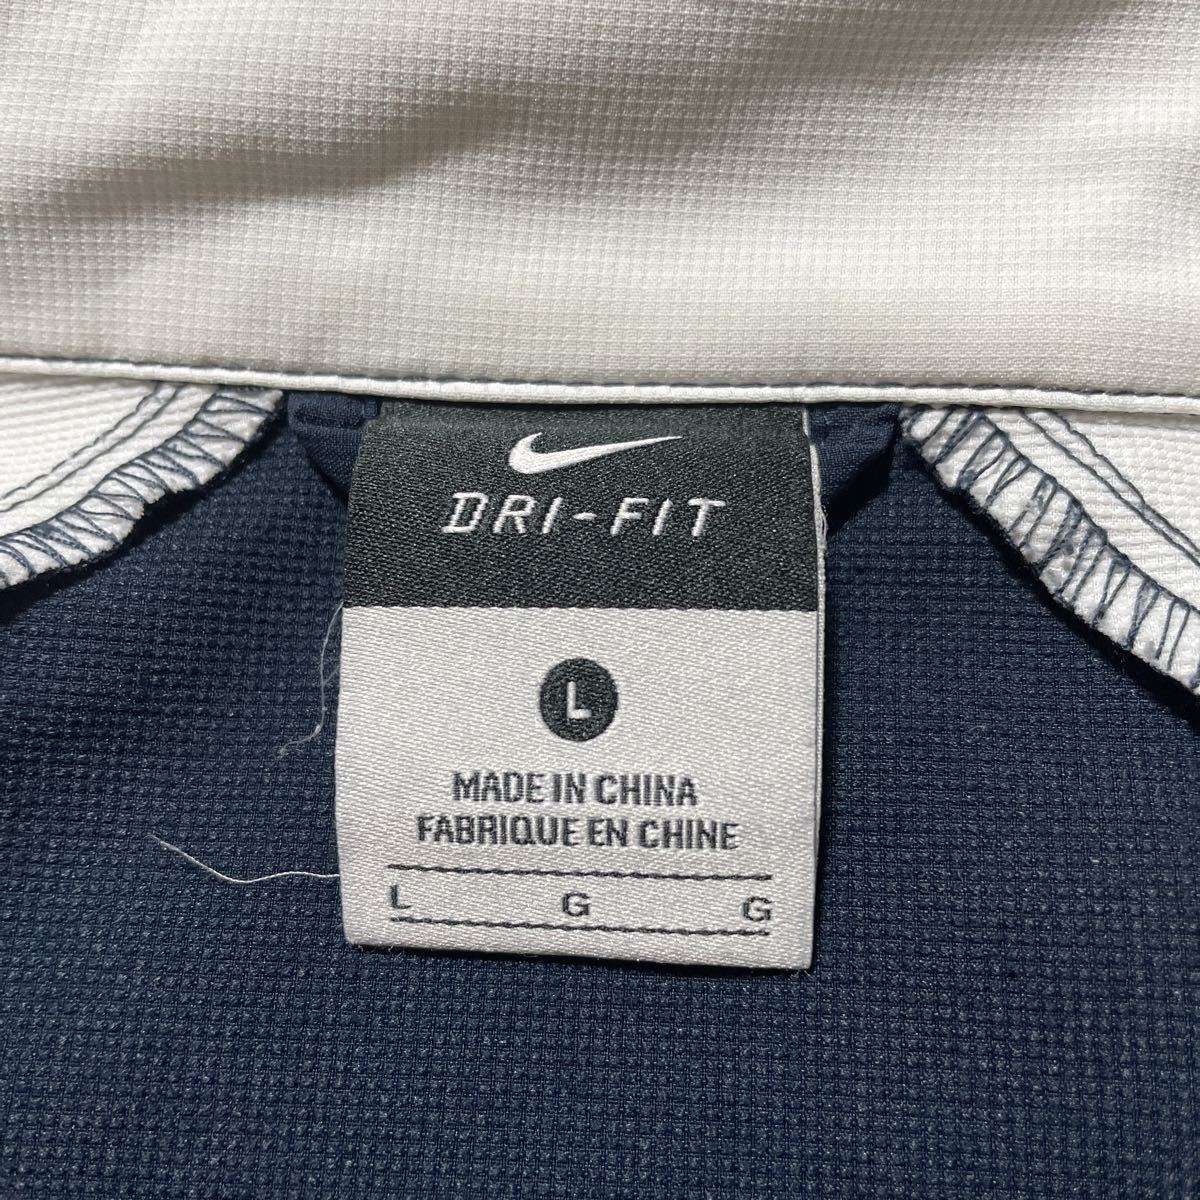 DRI-FIT
L
MADE IN CHINA
FABRIQUE EN CHINE
L G G